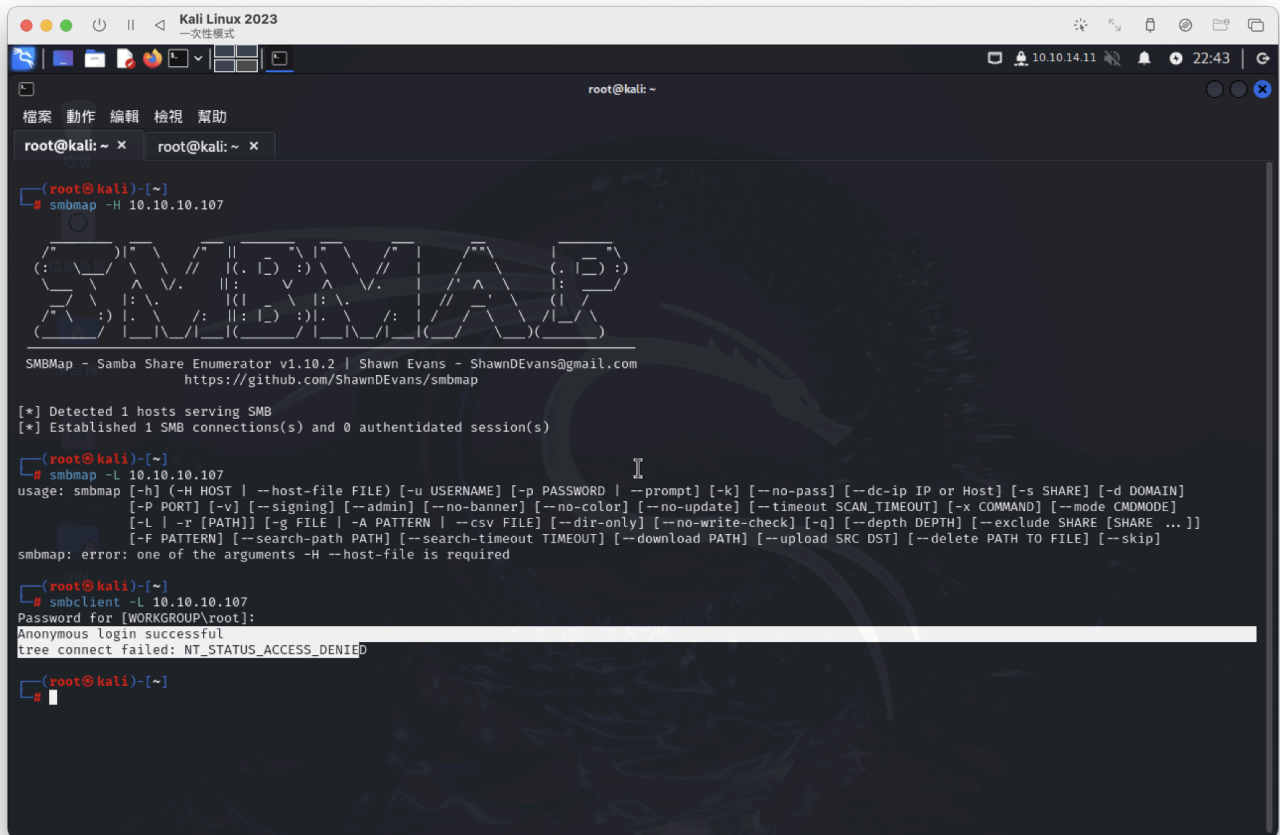 Kali Linux 2023
一次性模式
10.10.14.11
22:43
root@kali: ~
檔案 動作 編輯 檢視 幫助
root@kali: ~ × root@kali: ~ ×
┌──(root㉿kali)-[~]
└─# smbmap -H 10.10.10.107
SMBMap - Samba Share Enumerator v1.10.2 | Shawn Evans - ShawnDEvans@gmail.com
https://github.com/ShawnDEvans/smbmap
[*] Detected 1 hosts serving SMB
[*] Established 1 SMB connections(s) and 0 authentidated session(s)
┌──(root㉿kali)-[~]
└─# smbmap -L 10.10.10.107
usage: smbmap [-h] (-H HOST | --host-file FILE) [-u USERNAME] [-p PASSWORD | --prompt] [-k] [--no-pass] [--dc-ip IP or Host] [-s SHARE] [-d DOMAIN]
[-P PORT] [-v] [--signing] [--admin] [--no-banner] [--no-color] [--no-update] [--timeout SCAN_TIMEOUT] [-x COMMAND] [--mode CMDMODE]
[-L | -r [PATH]] [-g FILE | -A PATTERN | --csv FILE] [--dir-only] [--no-write-check] [-q] [--depth DEPTH] [--exclude SHARE [SHARE ...]]
[-F PATTERN] [--search-path PATH] [--search-timeout TIMEOUT] [--download PATH] [--upload SRC DST] [--delete PATH TO FILE] [--skip]
smbmap: error: one of the arguments -H --host-file is required
┌──(root㉿kali)-[~]
└─# smbclient -L 10.10.10.107
Password for [WORKGROUP\root]:
Anonymous login successful
tree connect failed: NT_STATUS_ACCESS_DENIED
┌──(root㉿kali)-[~]
└─#